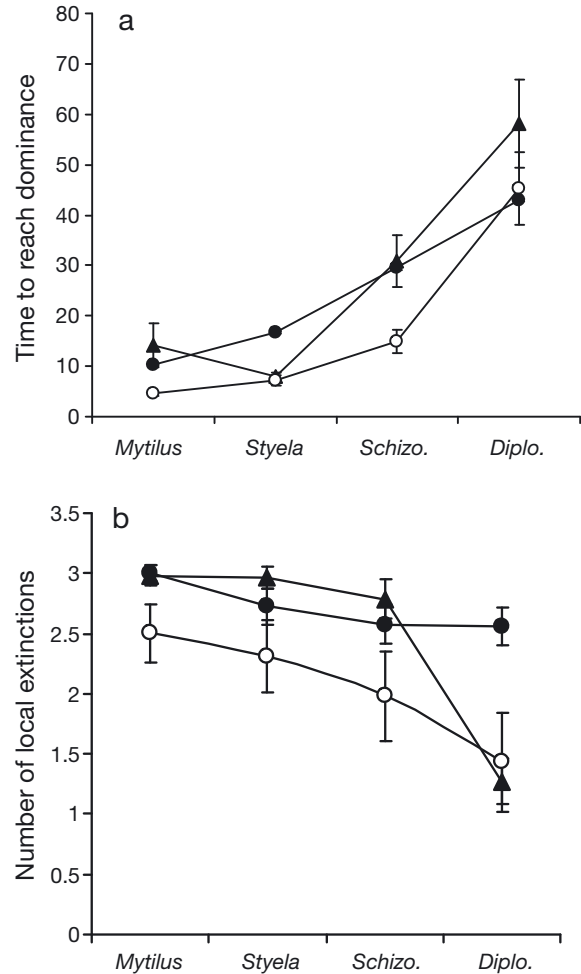 a
Time to reach dominance
80
70
60
50
40
30
20
10
0
Mytilus Styela Schizo. Diplo.
b
Number of local extinctions
3.5
3
2.5
2
1.5
1
0.5
0
Mytilus Styela Schizo. Diplo.